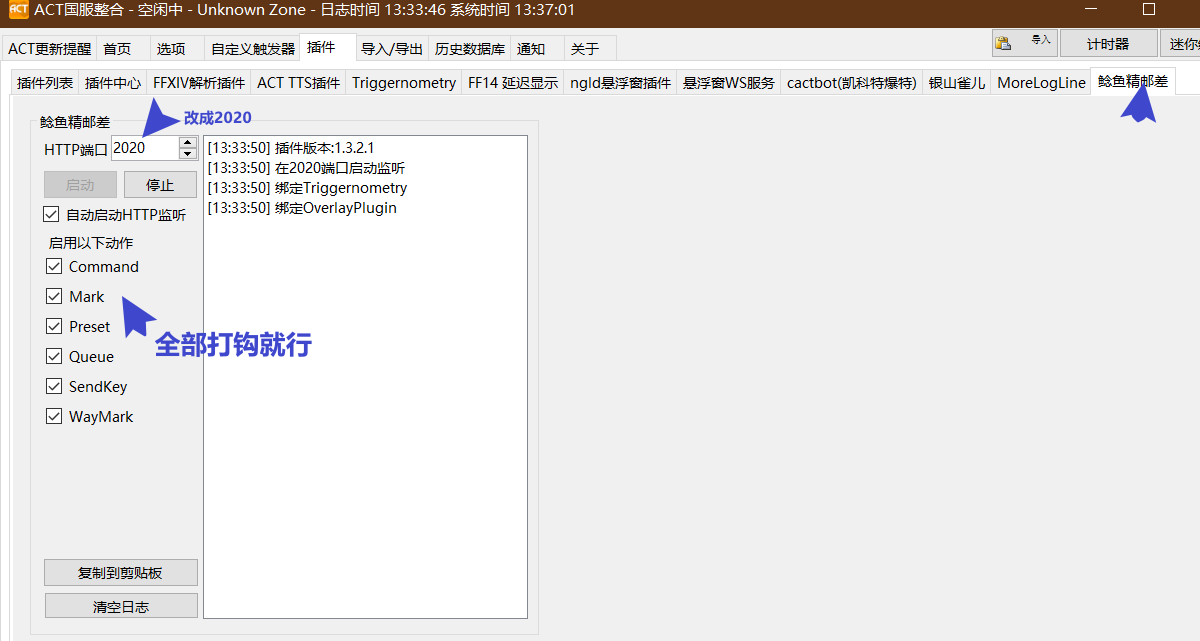 ACT国服整合 - 空闲中 - Unknown Zone - 日志时间 13:33:46 系统时间 13:37:01
ACT更新提醒 首页 选项 自定义触发器 插件 导入/导出 历史数据库 通知 关于 导入 计时器 迷你
插件列表 插件中心 FFXIV解析插件 ACT TTS插件 Triggernometry FF14 延迟显示 ngld悬浮窗插件 悬浮窗WS服务 cactbot(凯科特爆特) 银山雀儿 MoreLogLine 鲶鱼精邮差
鲶鱼精邮差
改成2020
HTTP端口 2020
启动 停止
自动启动HTTP监听
启用以下动作
Command
Mark
Preset
Queue
SendKey
WayMark
全部打钩就行
[13:33:50] 插件版本:1.3.2.1
[13:33:50] 在2020端口启动监听
[13:33:50] 绑定Triggernometry
[13:33:50] 绑定OverlayPlugin
复制到剪贴板
清空日志